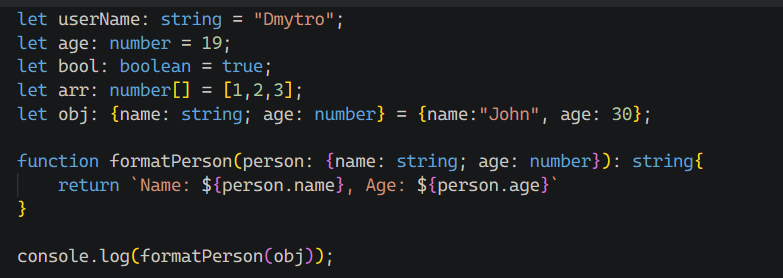 let userName: string = "Dmytro";
let age: number = 19;
let bool: boolean = true;
let arr: number[] = [1,2,3];
let obj: {name: string; age: number} = {name:"John", age: 30};
function formatPerson(person: {name: string; age: number}): string{
    return `Name: ${person.name}, Age: ${person.age}`
}
console.log(formatPerson(obj));